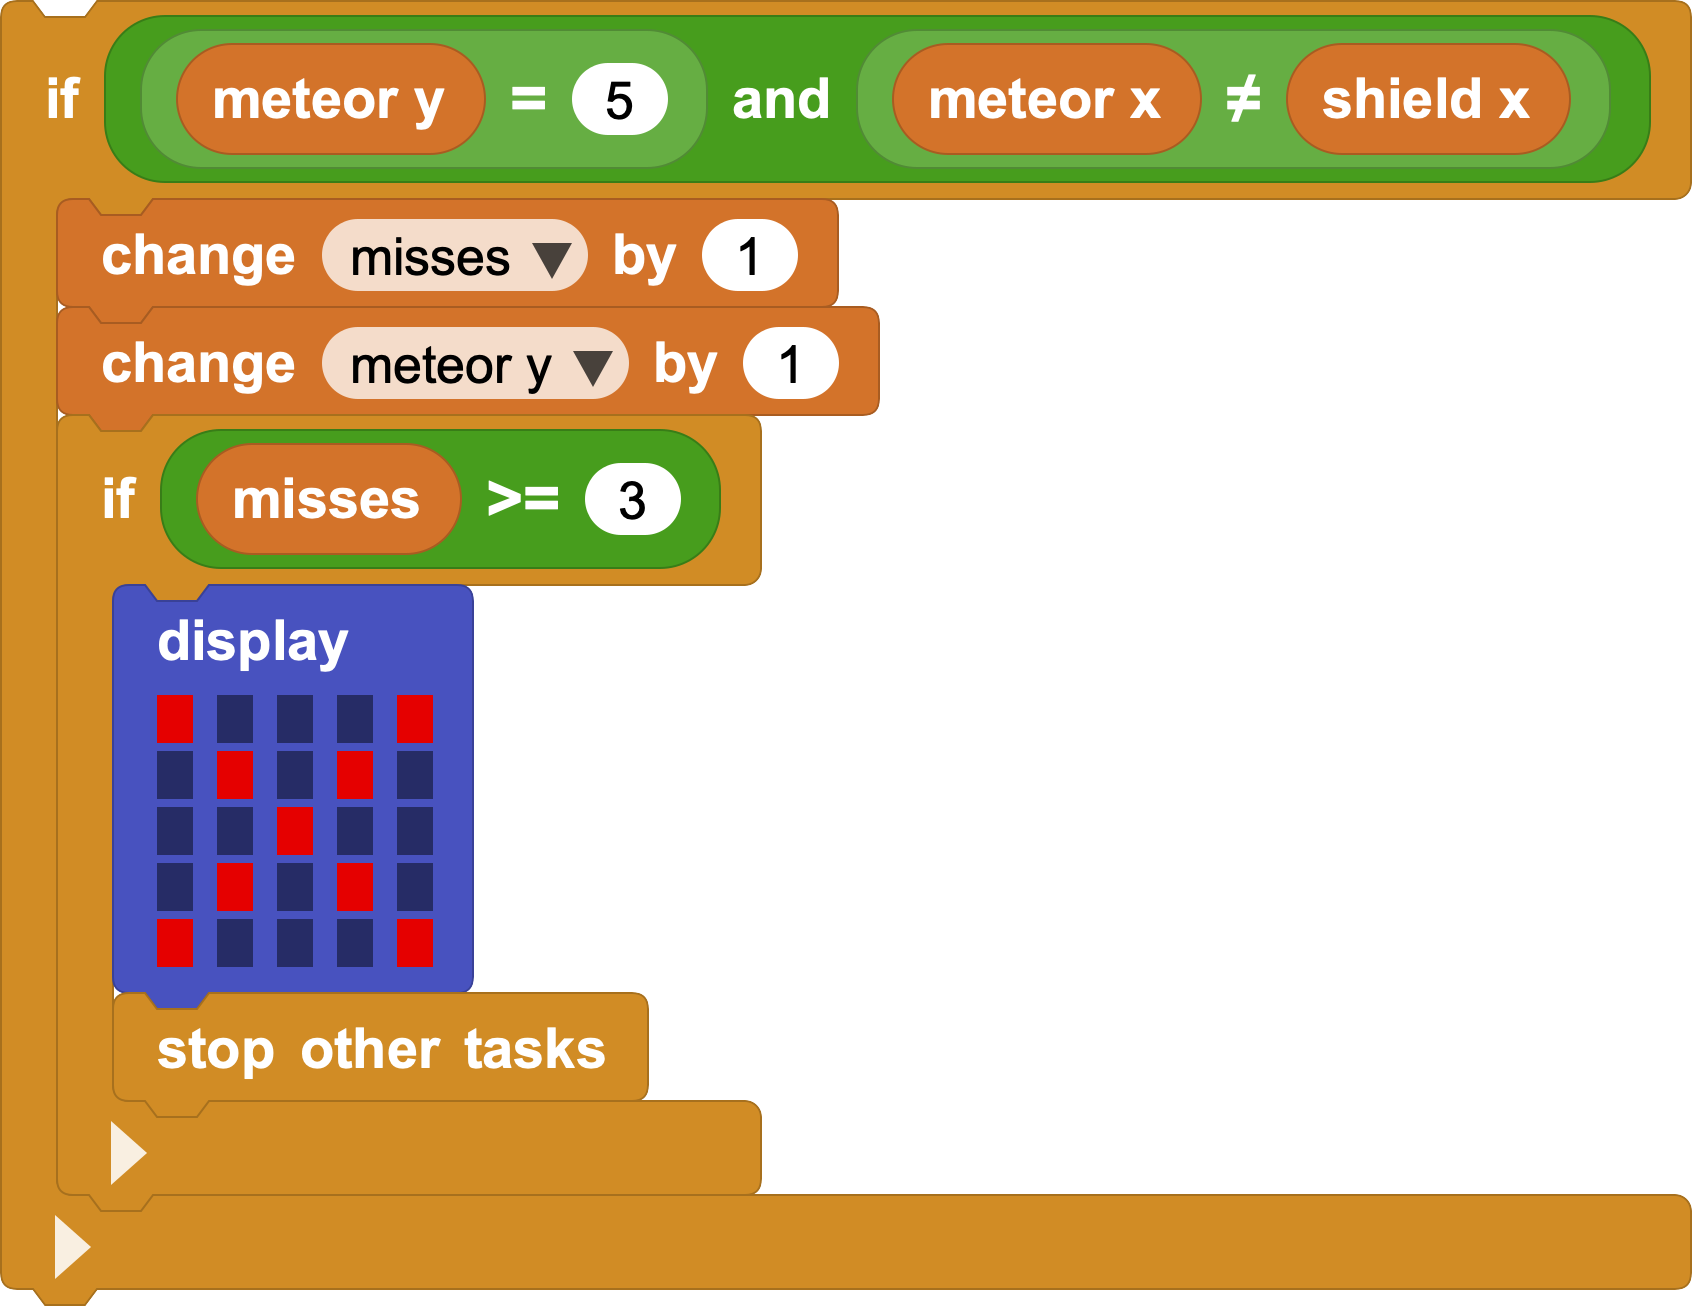 if meteor y = 5 and meteor x ≠ shield x
change misses by 1
change meteor y by 1
if misses >= 3
display
stop other tasks